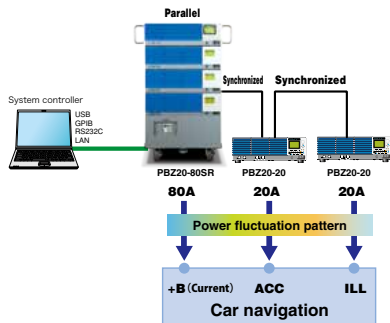 Parallel
Synchronized
Synchronized
System controller
USB
GPIB
RS232C
LAN
PBZ20-80SR
PBZ20-20
PBZ20-20
80A
20A
20A
Power fluctuation pattern
+B(Current)
ACC
ILL
Car navigation